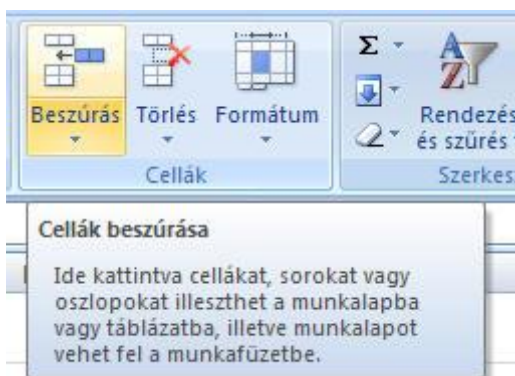 Σ
Beszúrás Törlés Formátum
Rendezés
és szűrés
Cellák
Szerkes
Cellák beszúrása
Ide kattintva cellákat, sorokat vagy
oszlopokat illeszthet a munkalapba
vagy táblázatba, illetve munkalapot
vehet fel a munkafüzetbe.